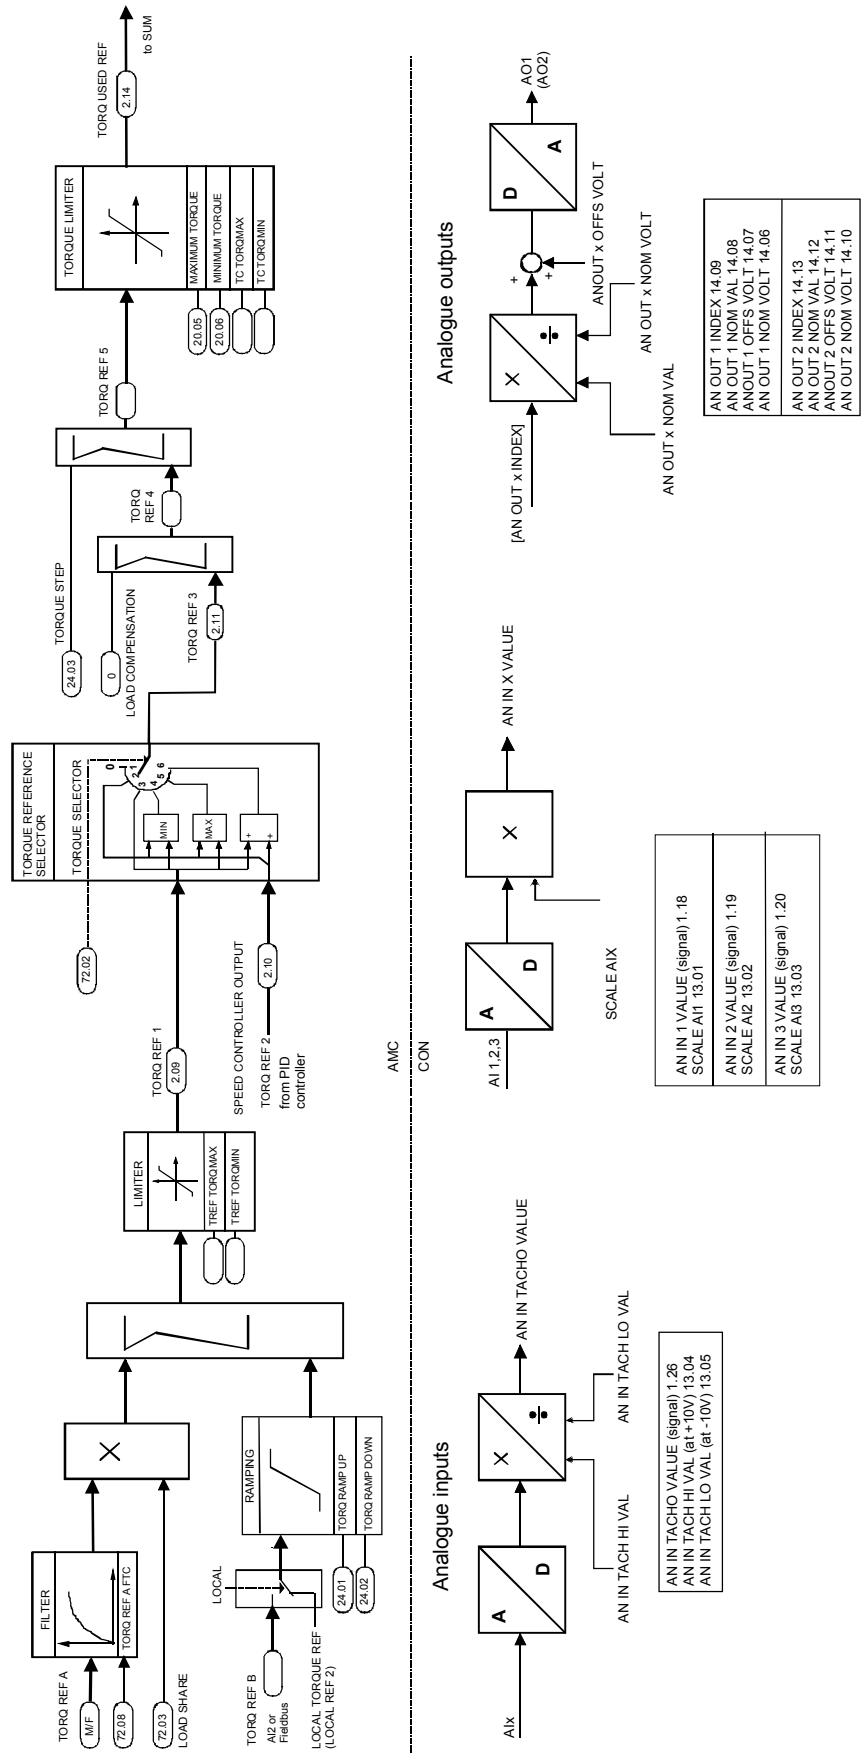 TORQ REF A
M/F
72.08
72.03
LOAD SHARE
FILTER
TORQ REF A FTC
X
TORQ REF B
AI2 or
Fieldbus
LOCAL
LOCAL TORQUE REF
(LOCAL REF 2)
RAMPING
24.01
TORQ RAMP UP
24.02
TORQ RAMP DOWN
LIMITER
TREF TORQMAX
TREF TORQMIN
TORQ REF 1
2.09
SPEED CONTROLLER OUTPUT
2.10
TORQ REF 2
from PID
controller
72.02
TORQUE REFERENCE
SELECTOR
TORQUE SELECTOR
0
1
2
3
4
5
6
MIN
MAX
+
+
TORQUE STEP
24.03
0
LOAD COMPENSATION
TORQ REF 3
2.11
TORQ
REF 4
TORQ REF 5
TORQUE LIMITER
20.05
MAXIMUM TORQUE
20.06
MINIMUM TORQUE
TC TORQMAX
TC TORQMIN
TORQ USED REF
2.14
to SUM
AMC
CON
Analogue inputs
AIx
A
D
X
÷
AN IN TACHO VALUE
AN IN TACH HI VAL
AN IN TACH LO VAL
AN IN TACHO VALUE (signal) 1.26
AN IN TACH HI VAL (at +10V) 13.04
AN IN TACH LO VAL (at -10V) 13.05
AI 1,2,3
A
D
X
AN IN X VALUE
SCALE AIX
AN IN 1 VALUE (signal) 1.18
SCALE AI1 13.01
AN IN 2 VALUE (signal) 1.19
SCALE AI2 13.02
AN IN 3 VALUE (signal) 1.20
SCALE AI3 13.03
Analogue outputs
[AN OUT x INDEX]
X
÷
+
+
D
A
AO1
(AO2)
ANOUT x OFFS VOLT
AN OUT x NOM VOLT
AN OUT x NOM VAL
AN OUT 1 INDEX 14.09
AN OUT 1 NOM VAL 14.08
ANOUT 1 OFFS VOLT 14.07
AN OUT 1 NOM VOLT 14.06
AN OUT 2 INDEX 14.13
AN OUT 2 NOM VAL 14.12
ANOUT 2 OFFS VOLT 14.11
AN OUT 2 NOM VOLT 14.10